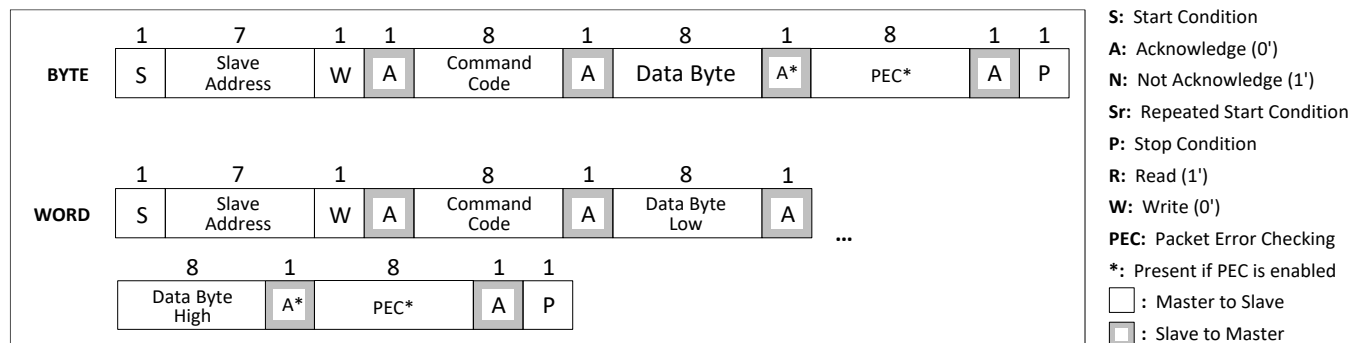 1 7 1 1 8 1 8 1 8 1 1
BYTE S Slave Address W A Command Code A Data Byte A* PEC* A P
1 7 1 8 1 8 1
WORD S Slave Address W A Command Code A Data Byte Low A ...
8 1 8 1 1
Data Byte High A* PEC* A P
S: Start Condition
A: Acknowledge (0')
N: Not Acknowledge (1')
Sr: Repeated Start Condition
P: Stop Condition
R: Read (1')
W: Write (0')
PEC: Packet Error Checking
*: Present if PEC is enabled
: Master to Slave
: Slave to Master